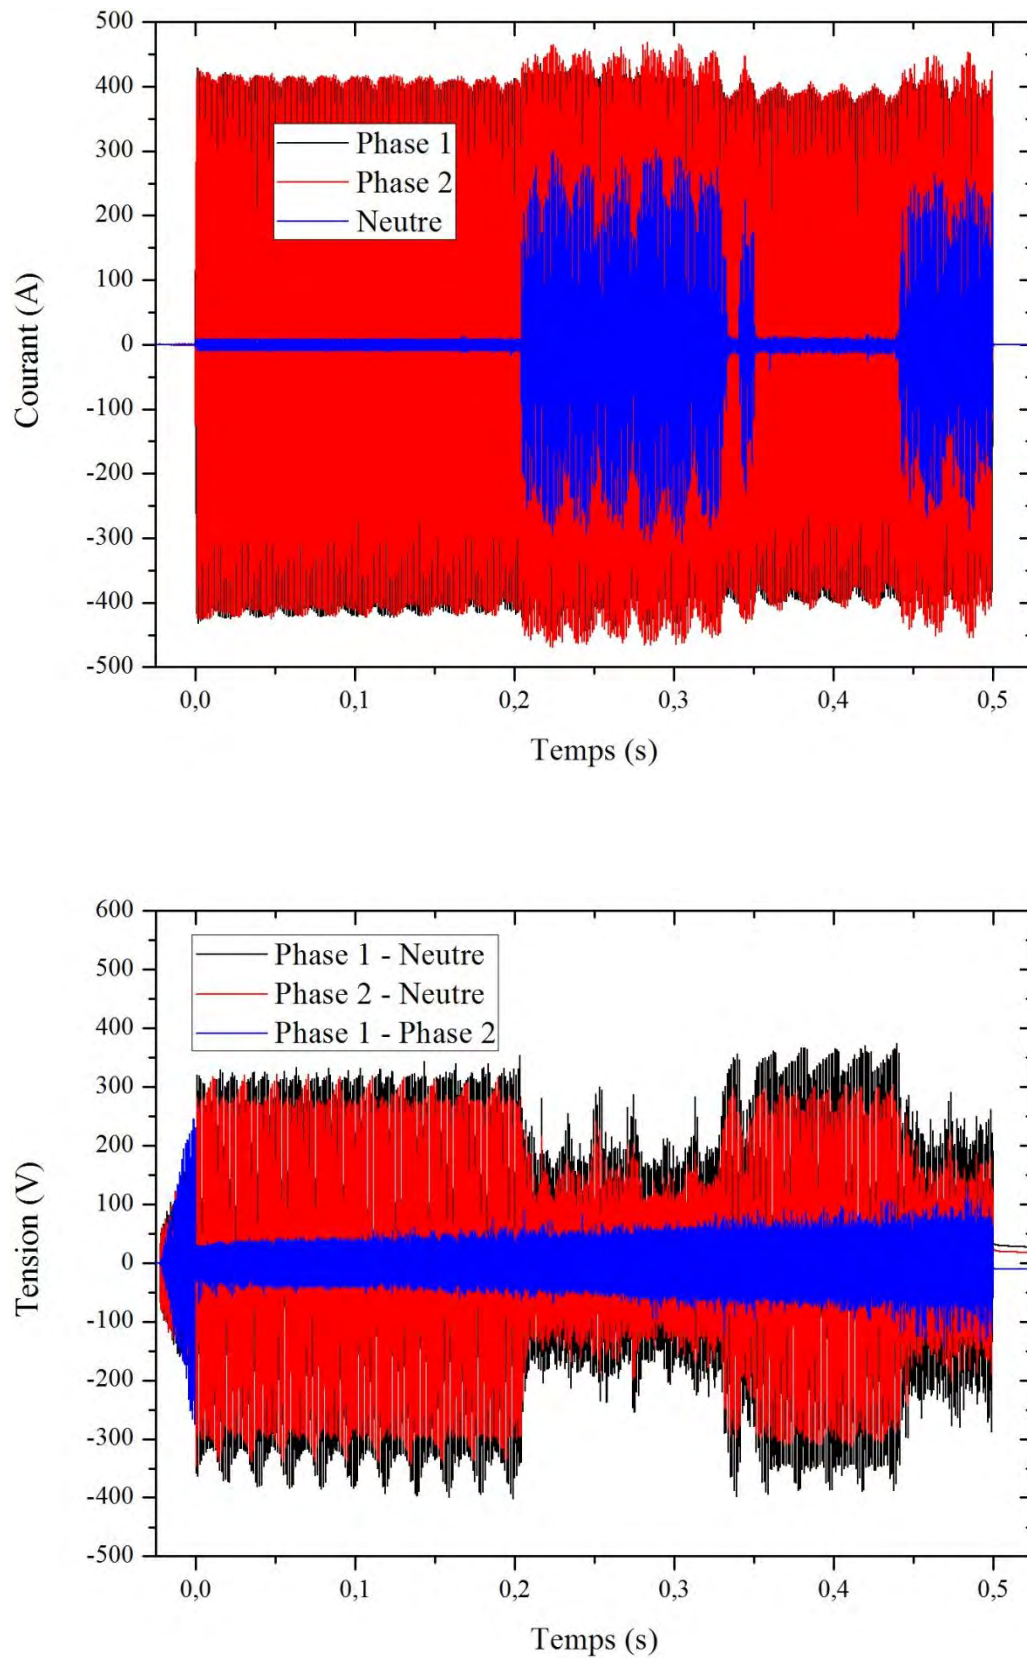 500
400
300
200
100
0
-100
-200
-300
-400
-500
Courant (A)
Phase 1
Phase 2
Neutre
0,0 0,1 0,2 0,3 0,4 0,5
Temps (s)
600
500
400
300
200
100
0
-100
-200
-300
-400
-500
Tension (V)
Phase 1 - Neutre
Phase 2 - Neutre
Phase 1 - Phase 2
0,0 0,1 0,2 0,3 0,4 0,5
Temps (s)